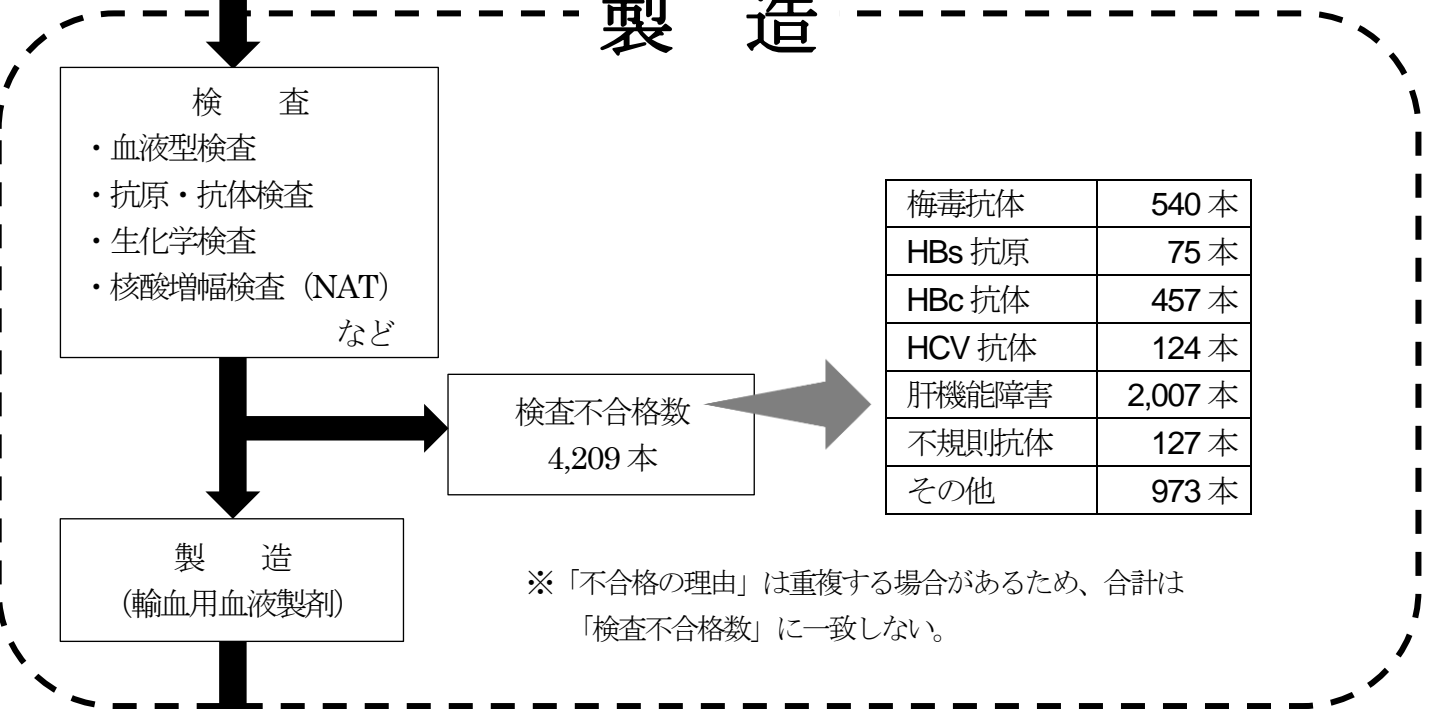 製　造
検　査
・血液型検査
・抗原・抗体検査
・生化学検査
・核酸増幅検査（NAT）
など
検査不合格数
4,209 本
梅毒抗体 540 本
HBs 抗原 75 本
HBc 抗体 457 本
HCV 抗体 124 本
肝機能障害 2,007 本
不規則抗体 127 本
その他 973 本
製　造
(輸血用血液製剤)
※「不合格の理由」は重複する場合があるため、合計は
「検査不合格数」に一致しない。